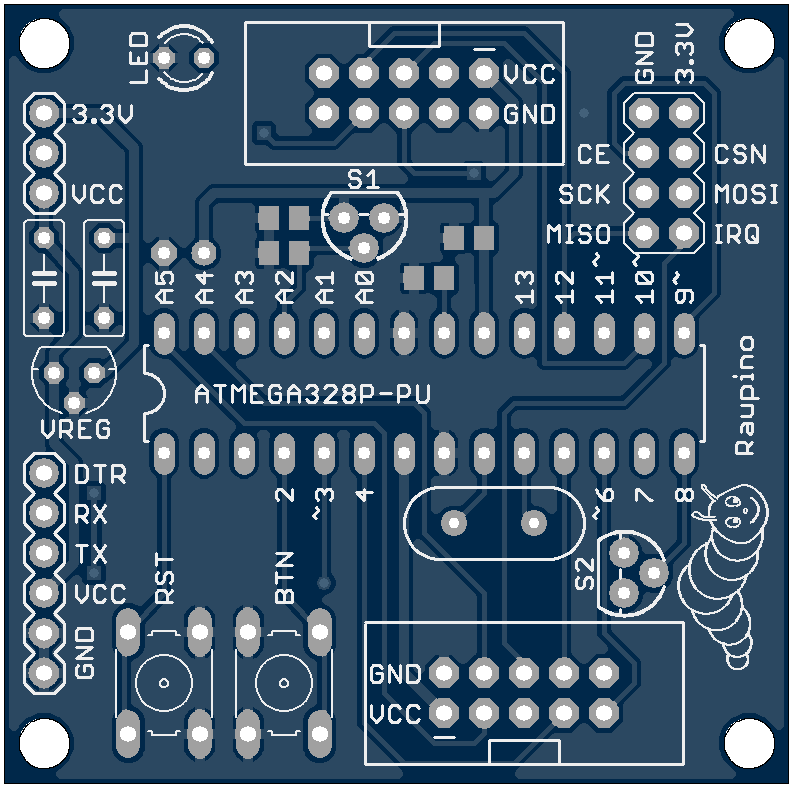 LED
GND
3.3V
VCC
3.3V
GND
CE
CSN
S1
VCC
SCK
MOSI
MISO
IRQ
A5
A4
A3
A2
A1
A0
13
12
11~
10~
9~
ATMEGA328P-PU
Raupino
VREG
DTR
2
~3
4
~6
7
8
RX
TX
RST
BTN
S2
VCC
GND
GND
VCC